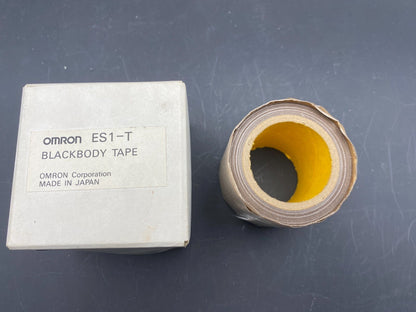 OMRON ES1-T
BLACKBODY TAPE
OMRON Corporation
MADE IN JAPAN